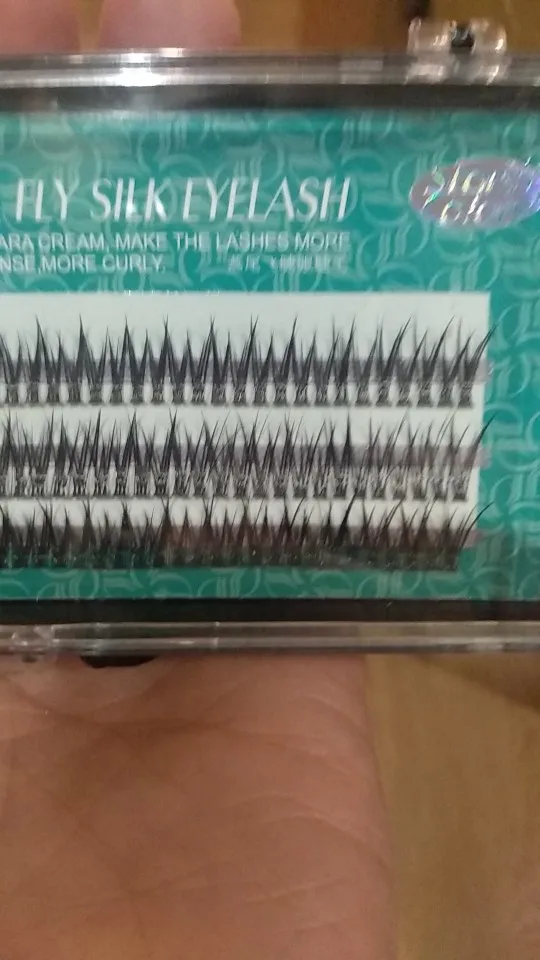 FLY SILK EYELASH
ARA CREAM, MAKE THE LASHES MORE
NSE,MORE CURLY.